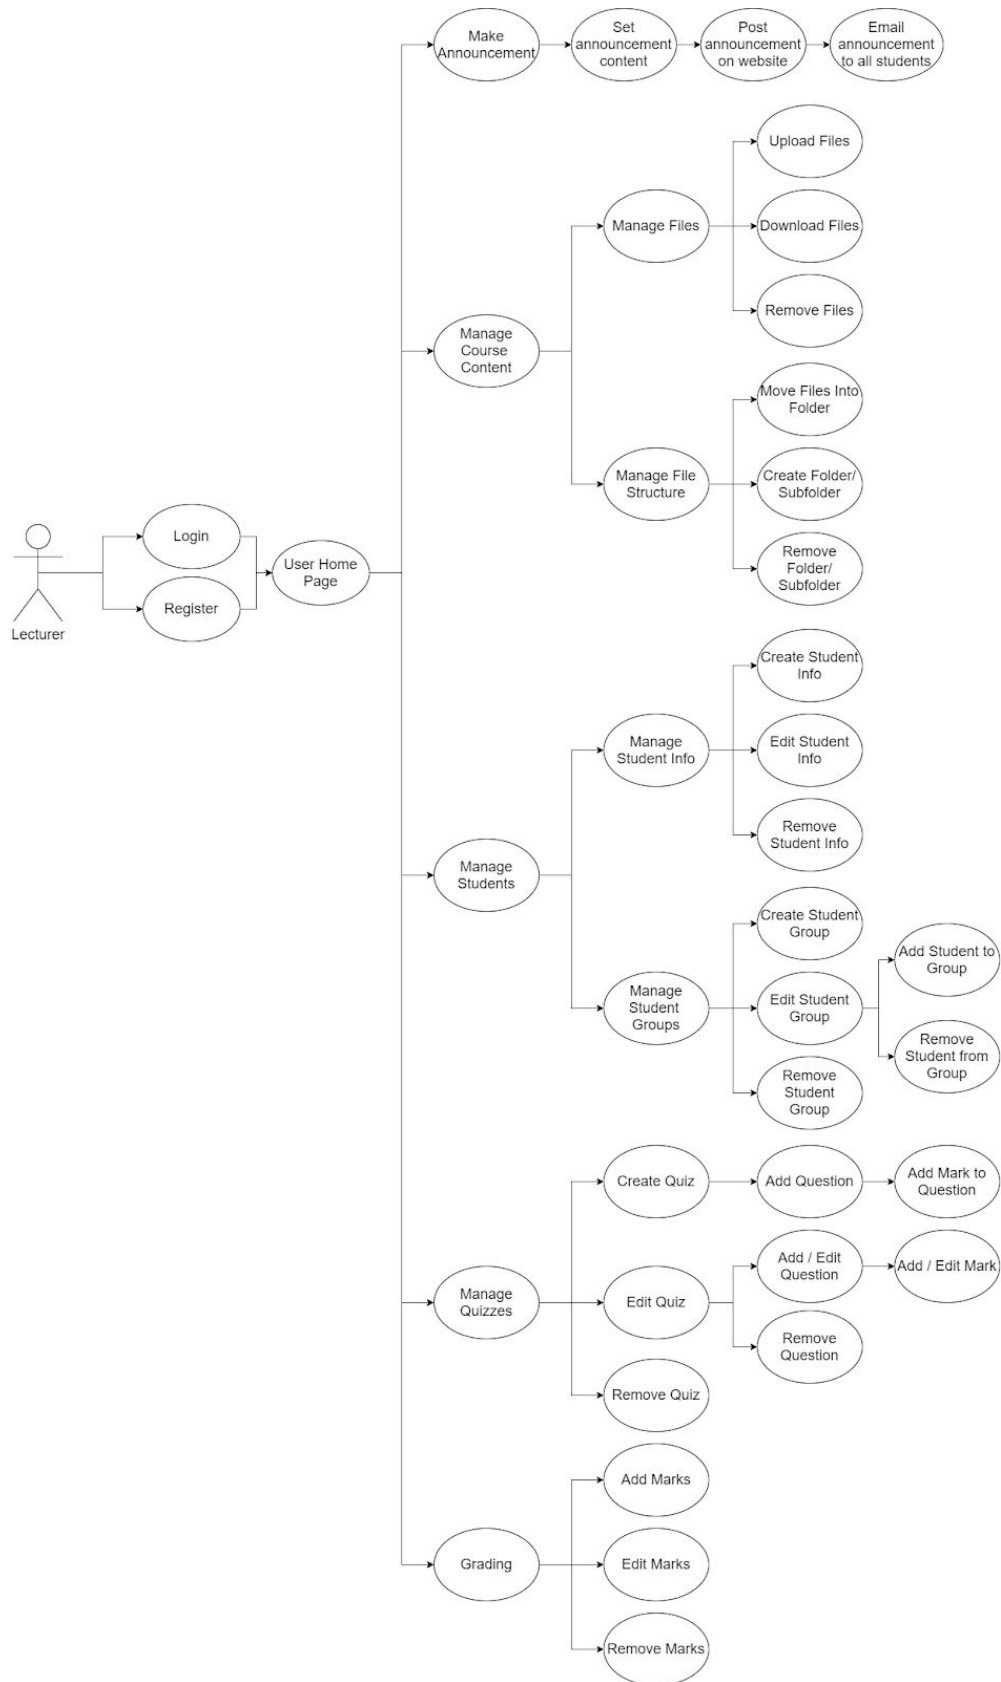 Make
Announcement
Set
announcement
content
Post
announcement
on website
Email
announcement
to all students
Upload Files
Manage Files
Download Files
Remove Files
Manage
Course
Content
Move Files Into
Folder
Manage File
Structure
Create Folder/
Subfolder
Remove
Folder/
Subfolder
Login
User Home
Page
Register
Lecturer
Create Student
Info
Manage
Student Info
Edit Student
Info
Remove
Student Info
Manage
Students
Create Student
Group
Manage
Student
Groups
Edit Student
Group
Add Student to
Group
Remove
Student from
Group
Remove
Student
Group
Create Quiz
Add Question
Add Mark to
Question
Manage
Quizzes
Edit Quiz
Add / Edit
Question
Add / Edit Mark
Remove
Question
Remove Quiz
Add Marks
Grading
Edit Marks
Remove Marks